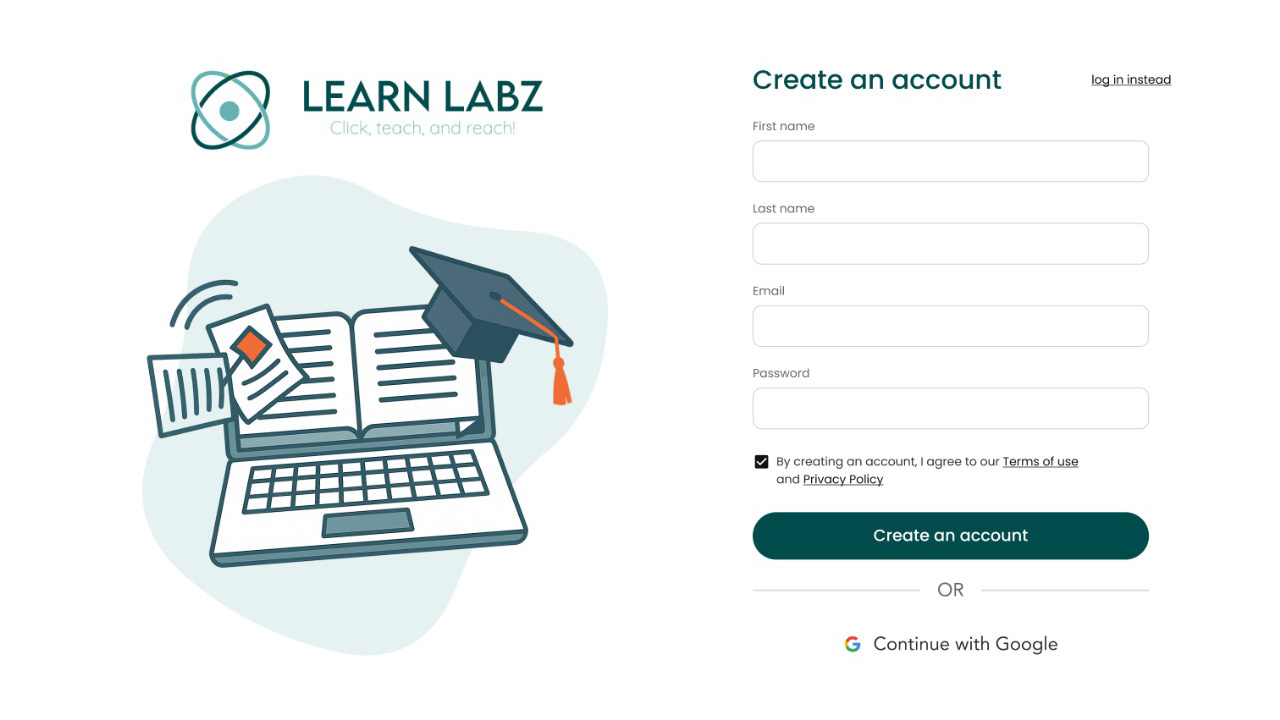 LEARN LABZ
Click, teach, and reach!
Create an account
log in instead
First name
Last name
Email
Password
By creating an account, I agree to our Terms of use
and Privacy Policy
Create an account
OR
Continue with Google